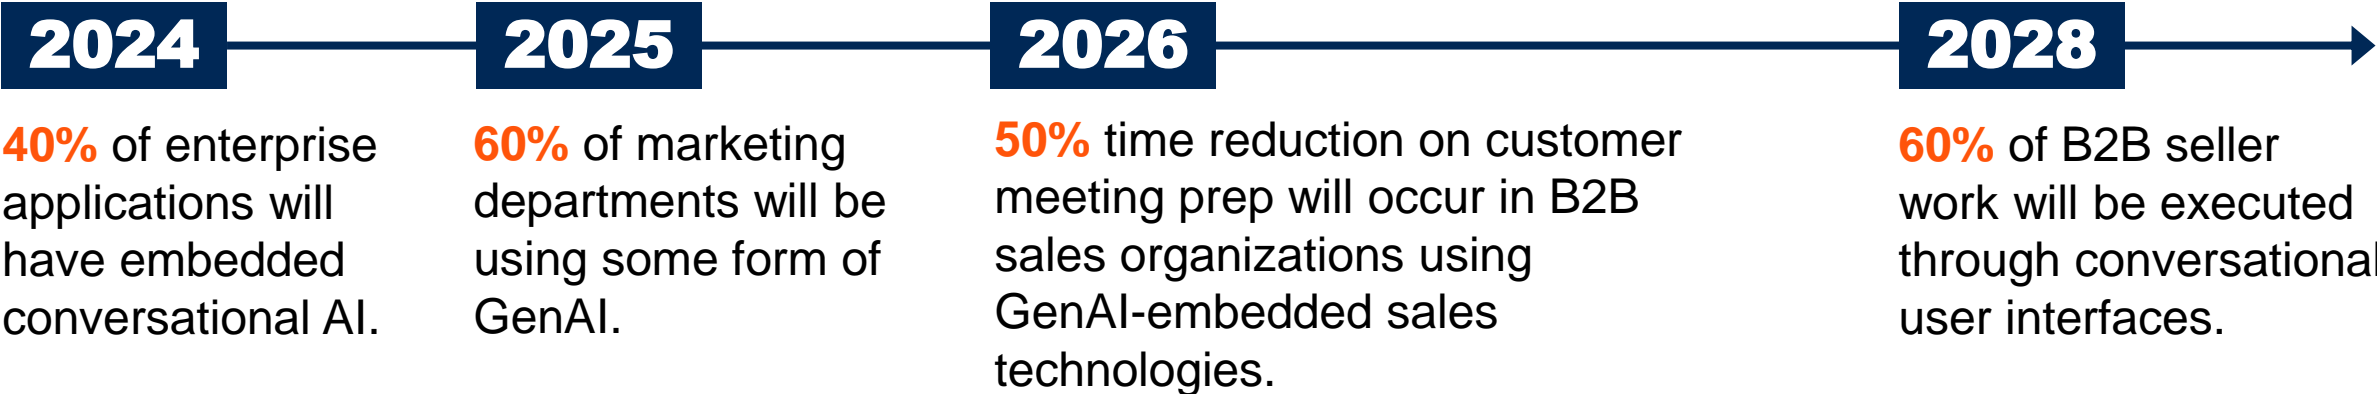 2024
2025
2026
2028
40% of enterprise
applications will
have embedded
conversational AI.
60% of marketing
departments will be
using some form of
GenAI.
50% time reduction on customer
meeting prep will occur in B2B
sales organizations using
GenAI-embedded sales
technologies.
60% of B2B seller
work will be executed
through conversational
user interfaces.